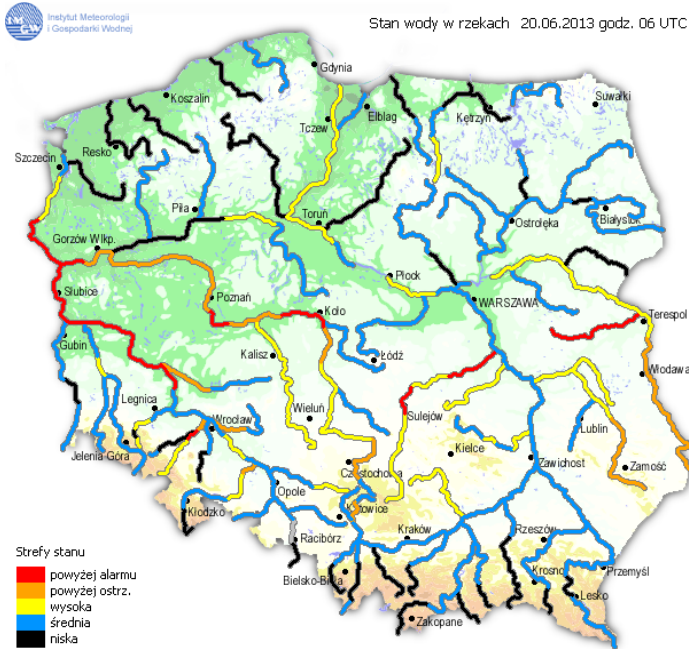 IMGW
Instytut Meteorologii
i Gospodarki Wodnej
Stan wody w rzekach 20.06.2013 godz. 06 UTC
Gdynia
Koszalin
Suwałki
Elbląg
Kętrzyn
Tczew
Resko
Szczecin
Piła
Toruń
Ostrołęka
Białystok
Gorzów Wlkp.
Płock
Słubice
Poznań
WARSZAWA
Koło
Terespol
Gubin
Kalisz
Łódź
Włodawa
Legnica
Wieluń
Sulejów
Wrocław
Lublin
Jelenia Góra
Kielce
Częstochowa
Zawichost
Zamość
Opole
Kłodzko
Katowice
Kraków
Rzeszów
Racibórz
Bielsko-Biała
Krosno
Przemyśl
Lesko
Zakopane
Strefy stanu
powyżej alarmu
powyżej ostrz.
wysoka
średnia
niska